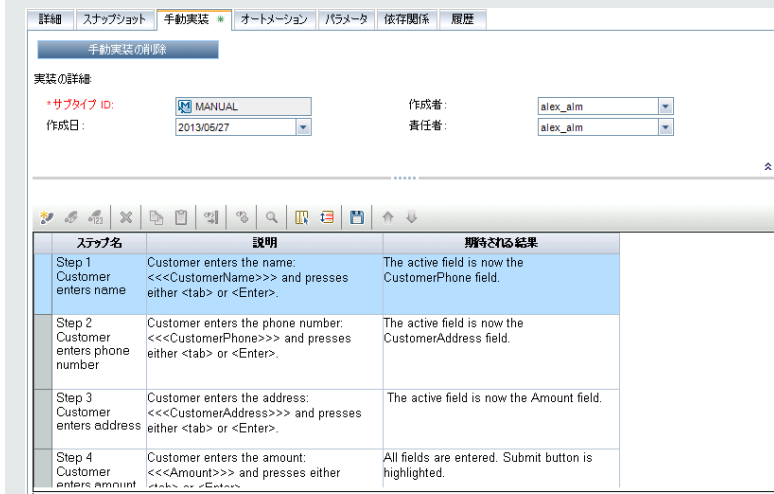 詳細 スナップショット 手動実装 * オートメーション パラメータ 依存関係 履歴
手動実装の削除
実装の詳細
*サブタイプ ID: MANUAL 作成者: alex_alm
作成日: 2013/05/27 責任者: alex_alm
ステップ名 説明 期待される結果
Step 1 Customer enters the name: The active field is now the
Customer <<<CustomerName>>> and presses CustomerPhone field.
enters name either <tab> or <Enter>.
Step 2 Customer enters the phone number: The active field is now the
Customer <<<CustomerPhone>>> and presses CustomerAddress field.
enters phone either <tab> or <Enter>.
number
Step 3 Customer enters the address: The active field is now the Amount field.
Customer <<<CustomerAddress>>> and presses
enters address either <tab> or <Enter>.
Step 4 Customer enters the amount: All fields are entered. Submit button is
Customer <<<Amount>>> and presses either highlighted.
enters amount <tab> or <Enter>.